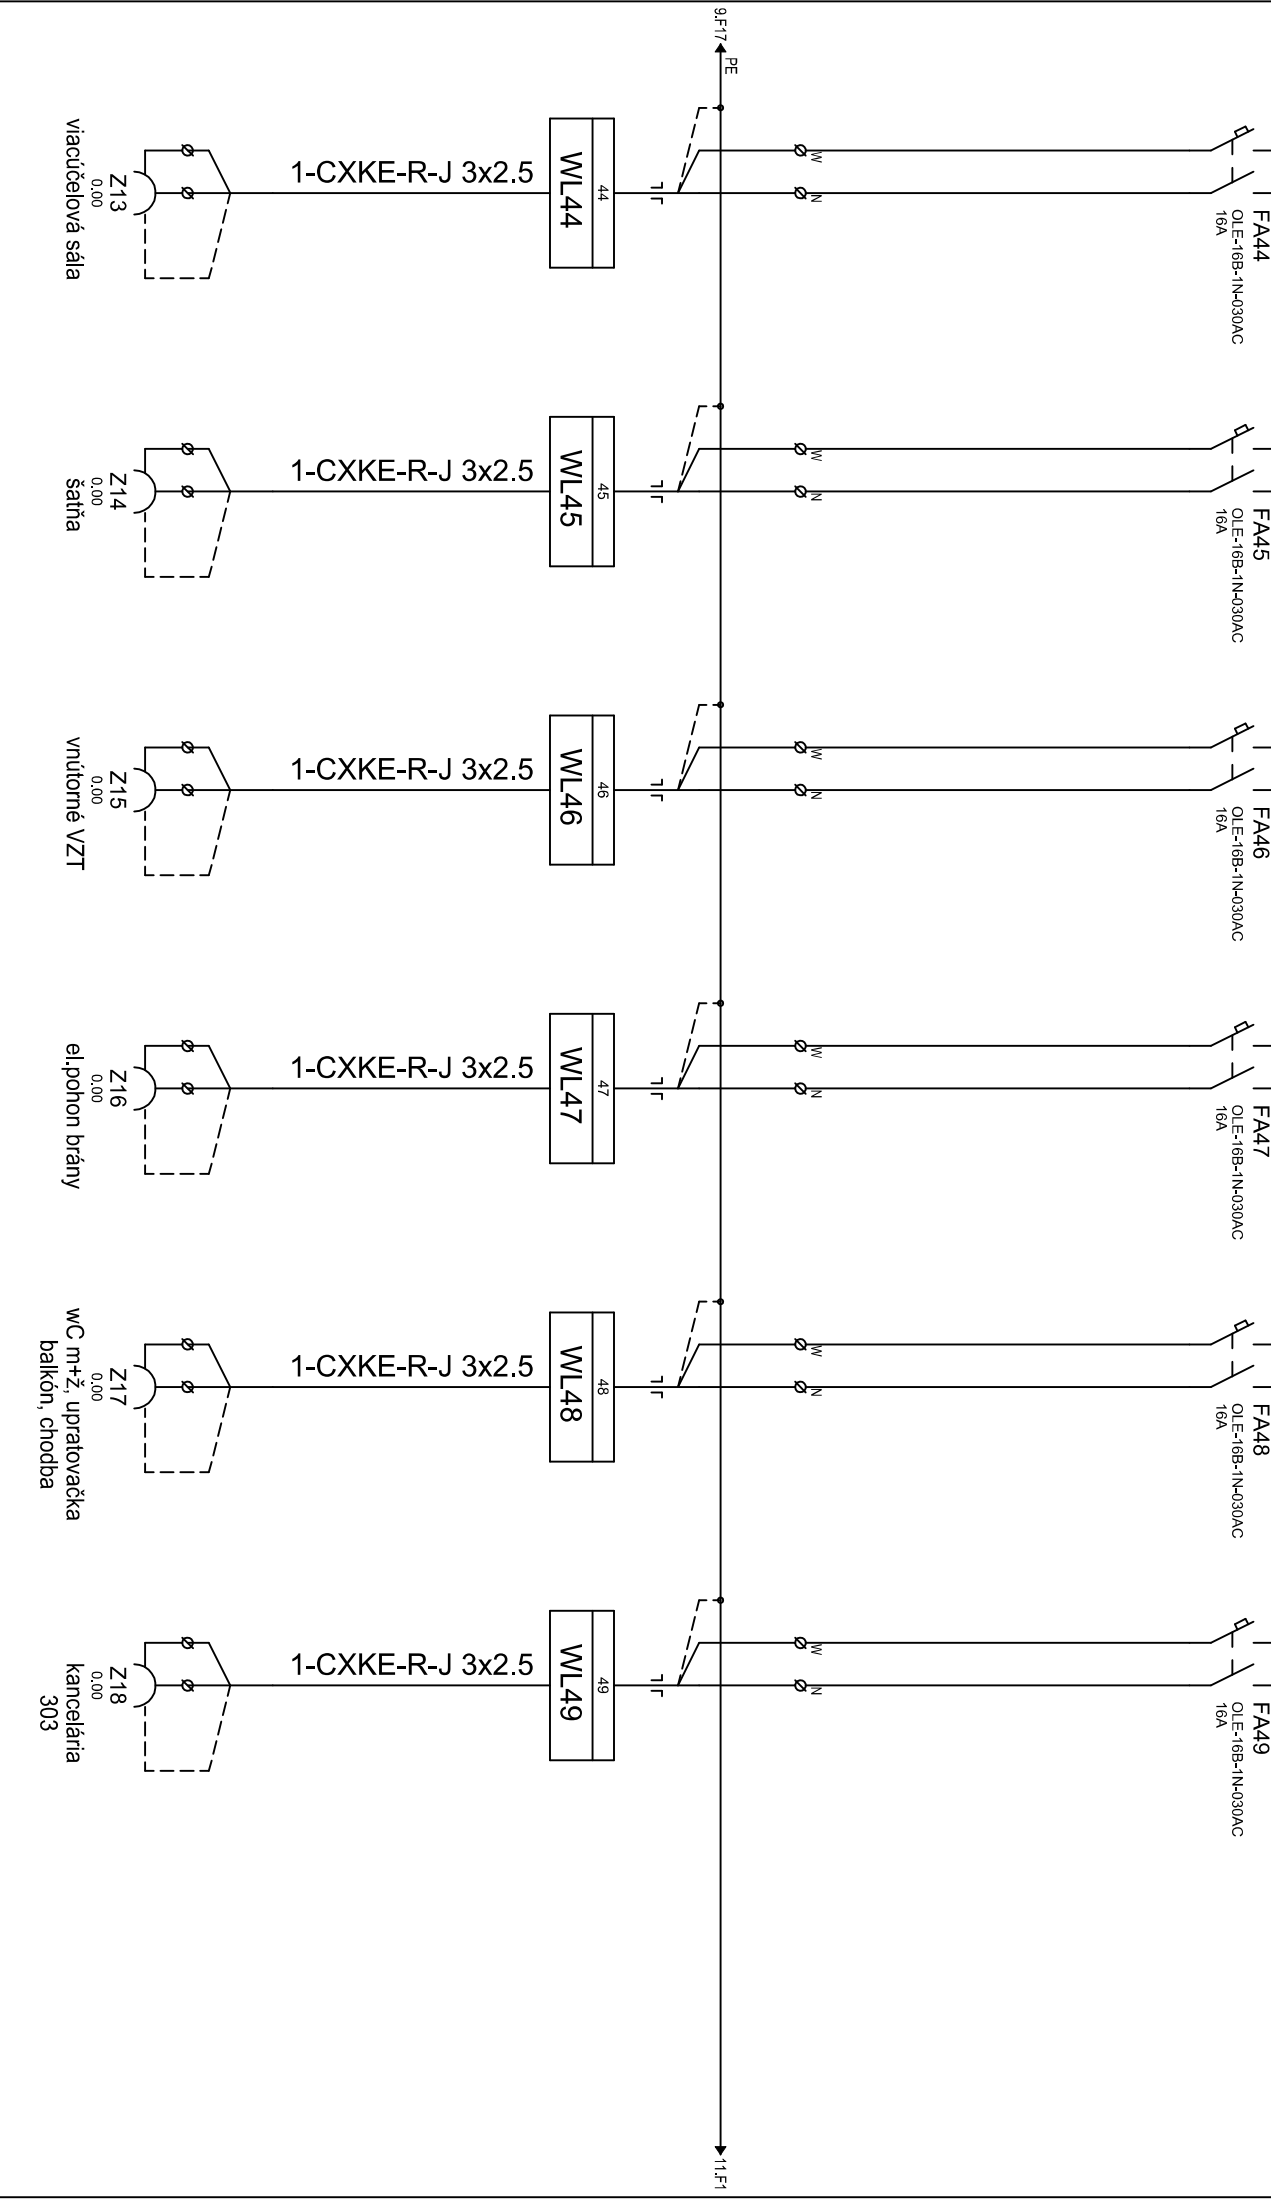 FA44
OLE-16B-1N-030AC
16A
FA45
OLE-16B-1N-030AC
16A
FA46
OLE-16B-1N-030AC
16A
FA47
OLE-16B-1N-030AC
16A
FA48
OLE-16B-1N-030AC
16A
FA49
OLE-16B-1N-030AC
16A
W
N
W
N
W
N
W
N
W
N
W
N
9.F17
PE
11.F1
44
WL44
45
WL45
46
WL46
47
WL47
48
WL48
49
WL49
1-CXKE-R-J 3x2.5
1-CXKE-R-J 3x2.5
1-CXKE-R-J 3x2.5
1-CXKE-R-J 3x2.5
1-CXKE-R-J 3x2.5
1-CXKE-R-J 3x2.5
Z13
0.00
viacúčelová sála
Z14
0.00
šatňa
Z15
0.00
vnútorné VZT
Z16
0.00
el.pohon brány
Z17
0.00
wC m+ž, upratovačka
balkón, chodba
Z18
0.00
kancelária
303